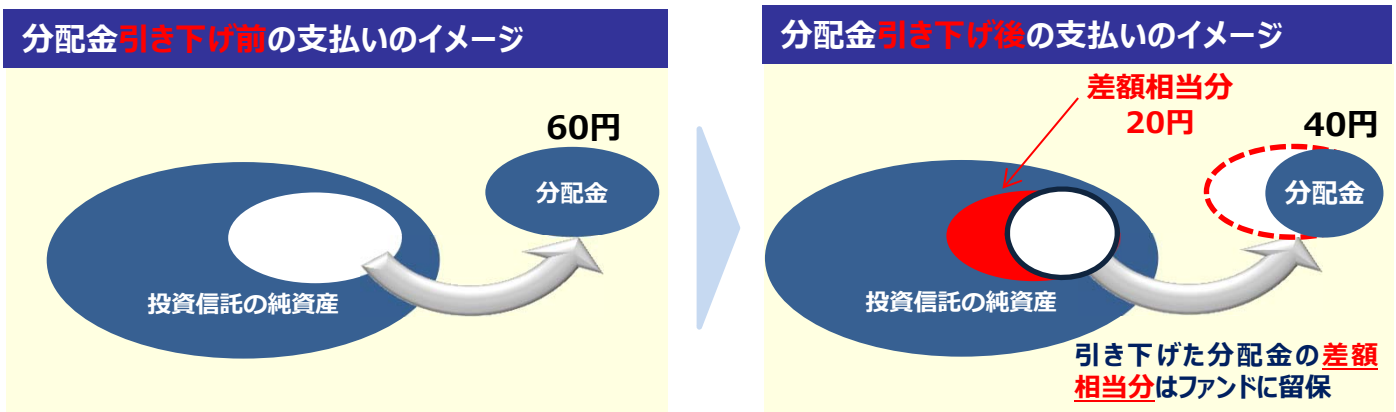 分配金引き下げ前の支払いのイメージ
60円
分配金
投資信託の純資産
分配金引き下げ後の支払いのイメージ
差額相当分
20円
40円
分配金
投資信託の純資産
引き下げた分配金の差額
相当分はファンドに留保